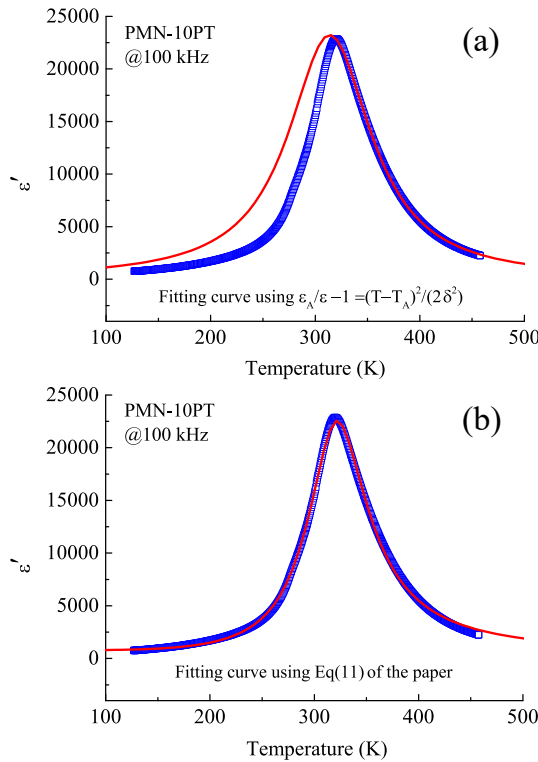 PMN-10PT
@100 kHz
(a)
25000
20000
15000
10000
5000
0
ε′
Fitting curve using ε_A/ε −1 =(T−T_A)²/(2δ²)
100 200 300 400 500
Temperature (K)
PMN-10PT
@100 kHz
(b)
25000
20000
15000
10000
5000
0
ε′
Fitting curve using Eq(11) of the paper
100 200 300 400 500
Temperature (K)